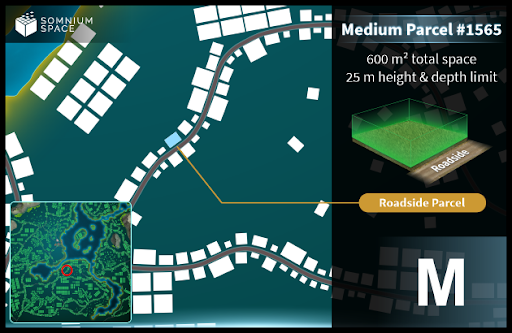 SOMNIUM
SPACE
Medium Parcel #1565
600 m² total space
25 m height & depth limit
Roadside
Roadside Parcel
M